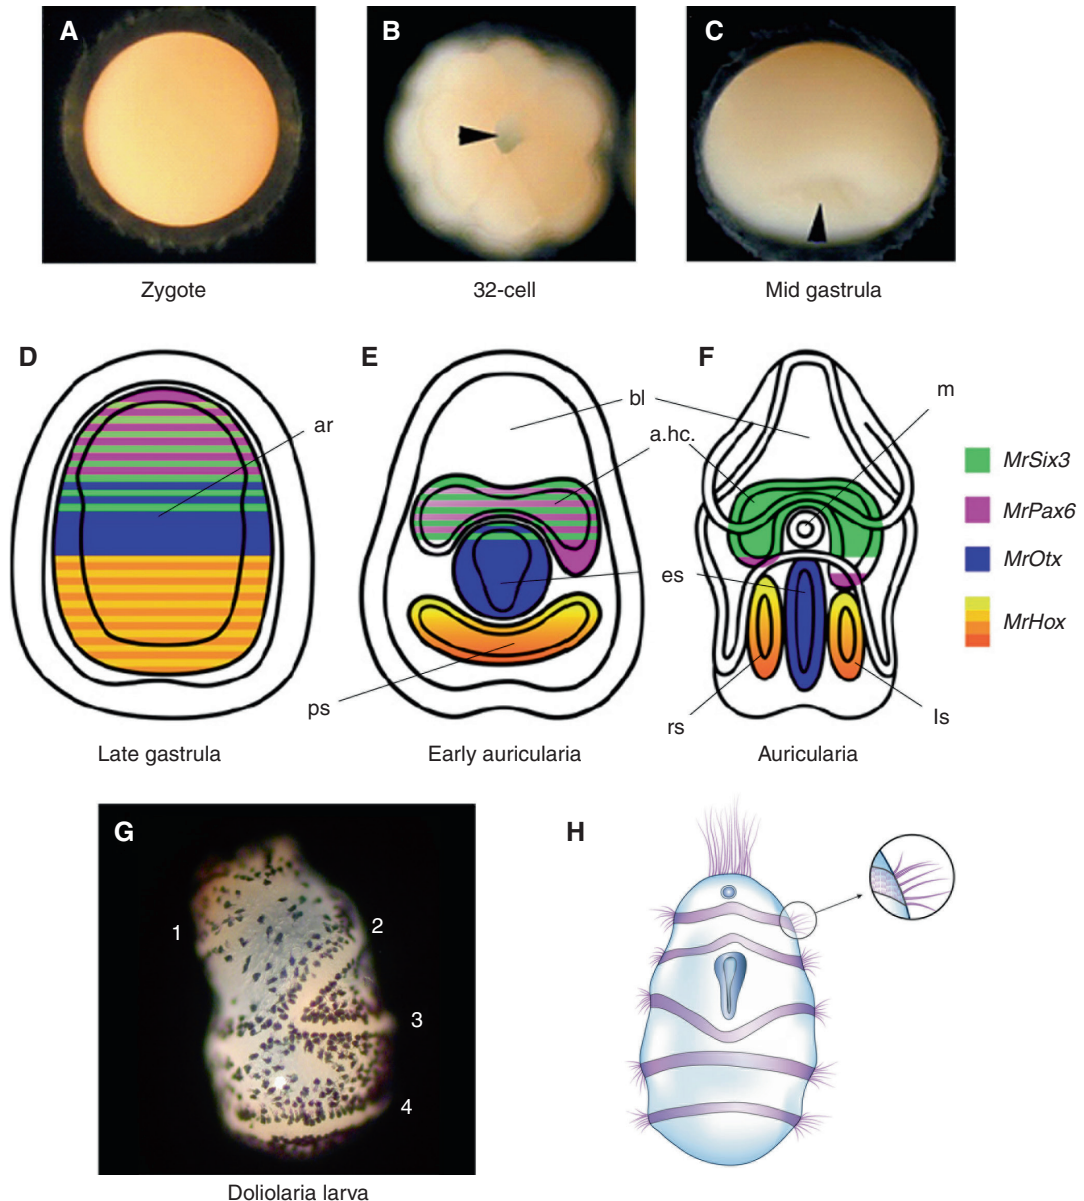 A
B
C
Zygote
32-cell
Mid gastrula
D
E
F
ar
bl
a.hc.
m
es
ps
rs
ls
MrSix3
MrPax6
MrOtx
MrHox
Late gastrula
Early auricularia
Auricularia
G
1
2
3
4
H
Doliolaria larva